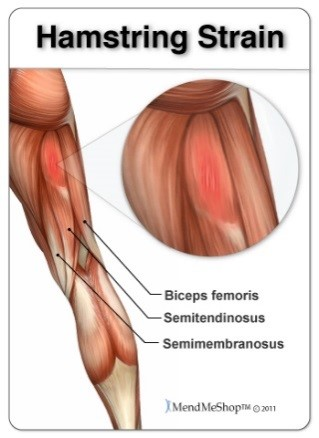 Hamstring Strain
Biceps femoris
Semitendinosus
Semimembranosus
MendMeShop™ © 2011